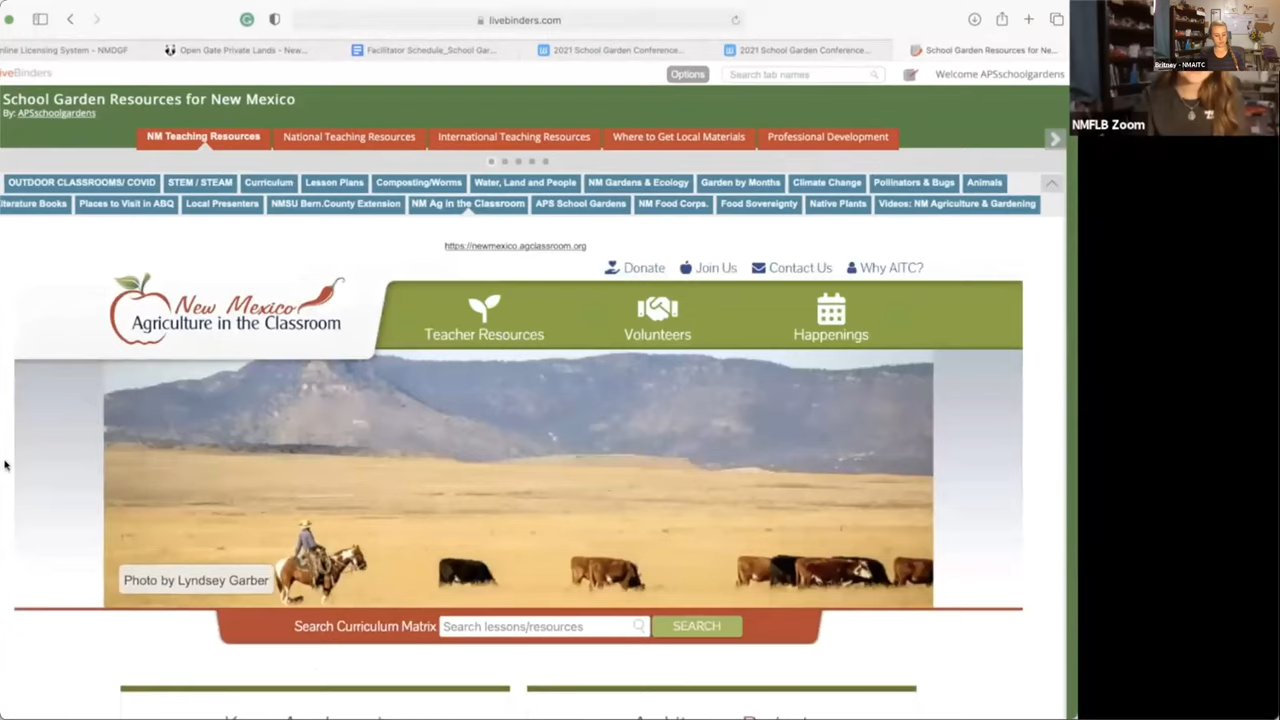 livebinders.com
nline Licensing System - NMDGF
Open Gate Private Lands - New...
Facilitator Schedule_School Gar...
2021 School Garden Conference...
2021 School Garden Conference...
School Garden Resources for Ne...
iveBinders
Options
Search tab names
Welcome APSschoolgardens
School Garden Resources for New Mexico
By: APSschoolgardens
NM Teaching Resources
National Teaching Resources
International Teaching Resources
Where to Get Local Materials
Professional Development
OUTDOOR CLASSROOMS/ COVID
STEM / STEAM
Curriculum
Lesson Plans
Composting/Worms
Water, Land and People
NM Gardens & Ecology
Garden by Months
Climate Change
Pollinators & Bugs
Animals
iterature Books
Places to Visit in ABQ
Local Presenters
NMSU Bern.County Extension
NM Ag in the Classroom
APS School Gardens
NM Food Corps.
Food Sovereignty
Native Plants
Videos: NM Agriculture & Gardening
https://newmexico.agclassroom.org
Donate
Join Us
Contact Us
Why AITC?
New Mexico
Agriculture in the Classroom
Teacher Resources
Volunteers
Happenings
Photo by Lyndsey Garber
Search Curriculum Matrix
Search lessons/resources
SEARCH
Britney - NMAITC
NMFLB Zoom